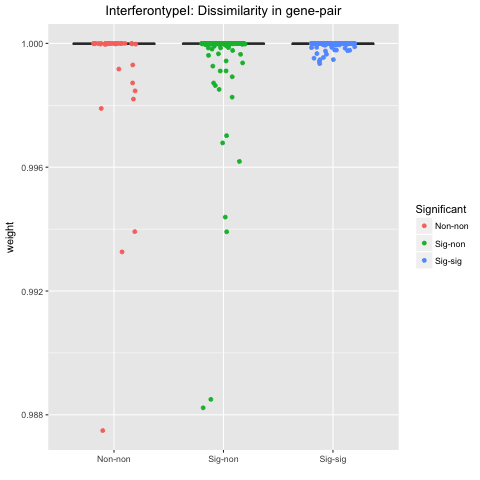 InterferontypeI: Dissimilarity in gene-pair
weight
1.000
0.996
0.992
0.988
Non-non
Sig-non
Sig-sig
Significant
Non-non
Sig-non
Sig-sig